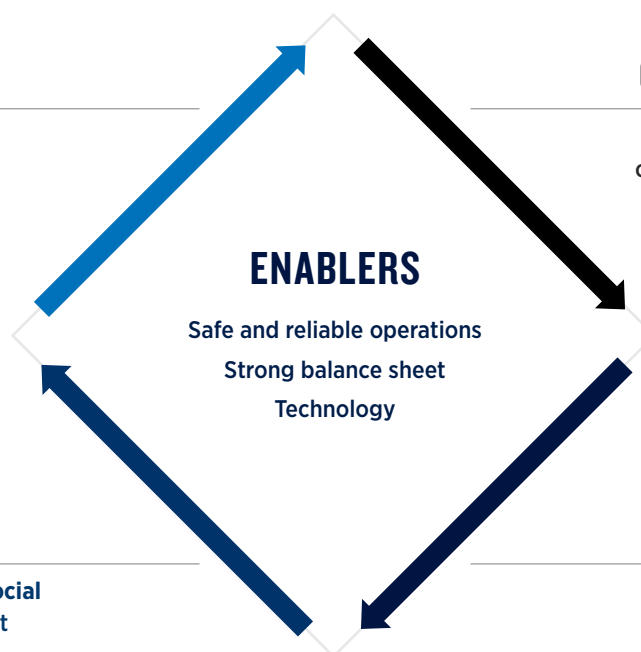 ENABLERS
Safe and reliable operations
Strong balance sheet
Technology